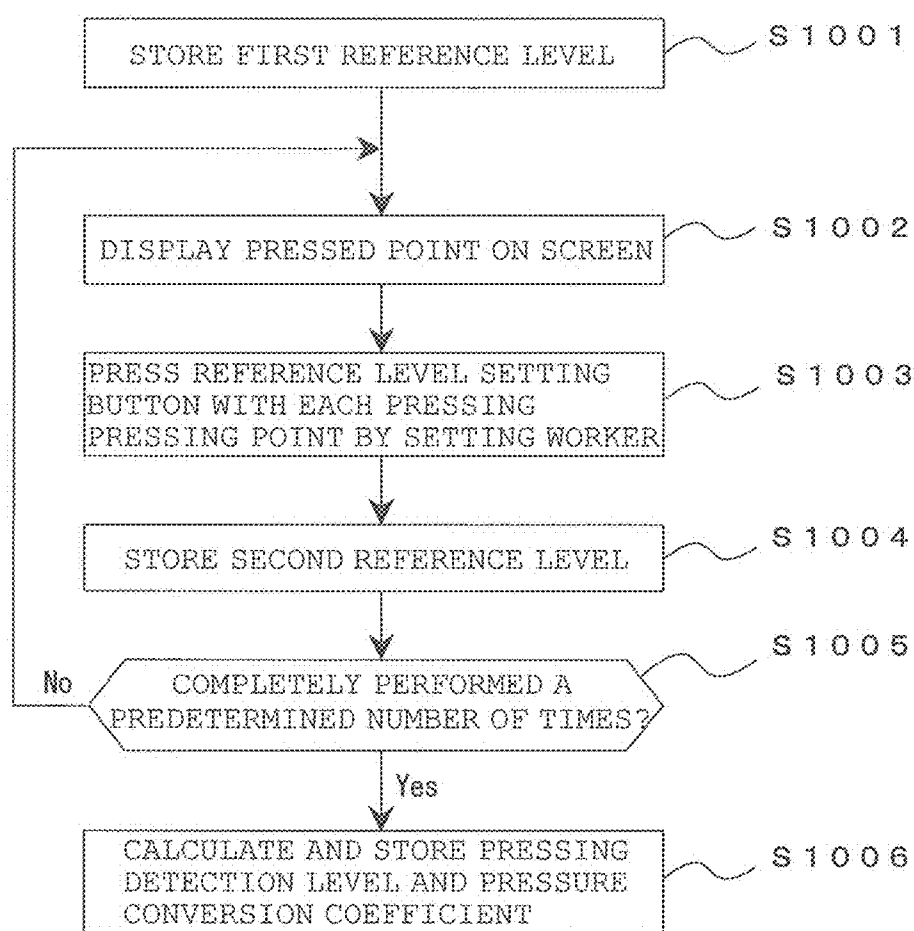 STORE FIRST REFERENCE LEVEL
S1001
DISPLAY PRESSED POINT ON SCREEN
S1002
PRESS REFERENCE LEVEL SETTING
BUTTON WITH EACH PRESSING
PRESSING POINT BY SETTING WORKER
S1003
STORE SECOND REFERENCE LEVEL
S1004
COMPLETELY PERFORMED A
PREDETERMINED NUMBER OF TIMES?
S1005
No
Yes
CALCULATE AND STORE PRESSING
DETECTION LEVEL AND PRESSURE
CONVERSION COEFFICIENT
S1006